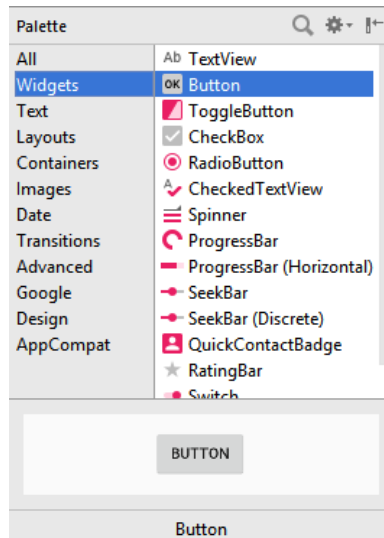 Palette
All
Widgets
Text
Layouts
Containers
Images
Date
Transitions
Advanced
Google
Design
AppCompat
Ab TextView
OK Button
ToggleButton
CheckBox
RadioButton
CheckedTextView
Spinner
ProgressBar
ProgressBar (Horizontal)
SeekBar
SeekBar (Discrete)
QuickContactBadge
RatingBar
Switch
BUTTON
Button